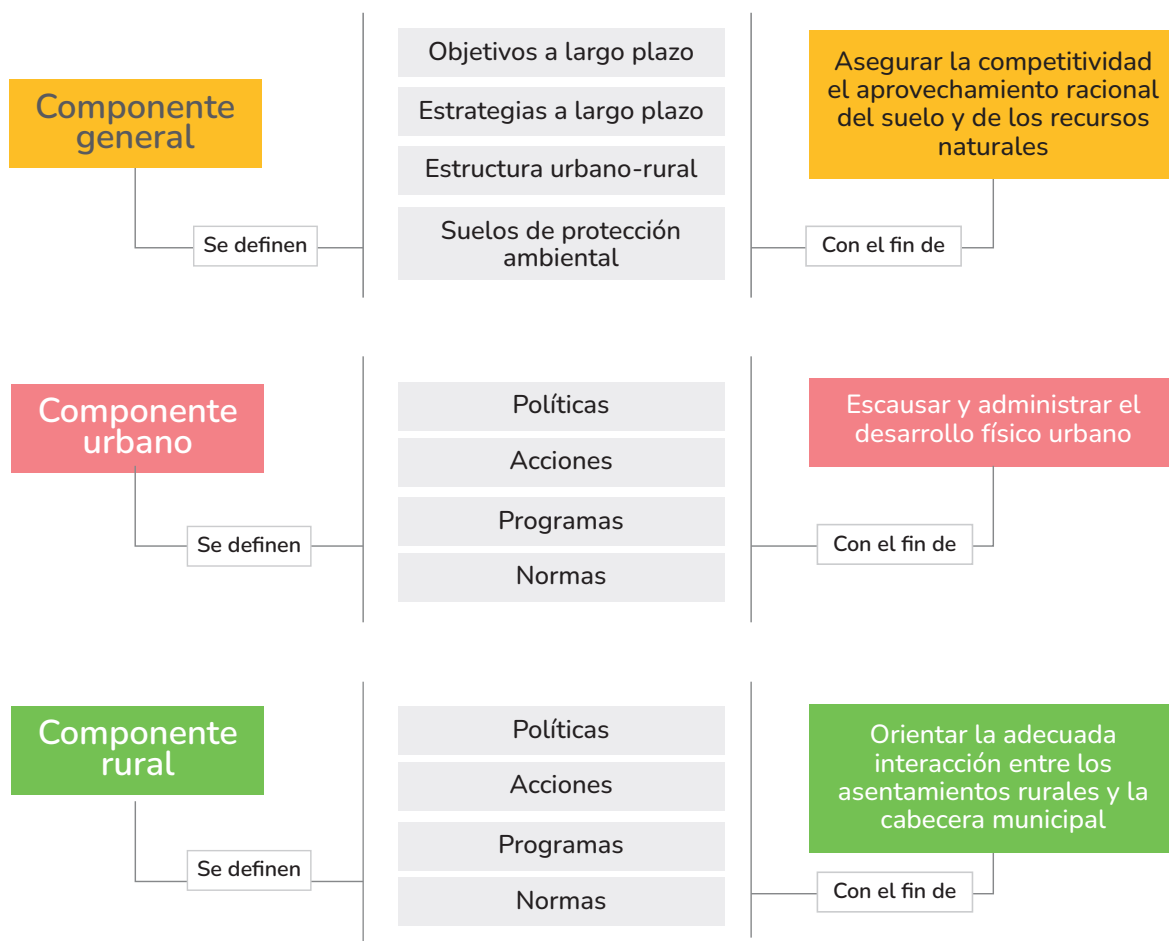 Componente
general
Se definen
Objetivos a largo plazo
Estrategias a largo plazo
Estructura urbano-rural
Suelos de protección
ambiental
Con el fin de
Asegurar la competitividad
el aprovechamiento racional
del suelo y de los recursos
naturales
Componente
urbano
Se definen
Políticas
Acciones
Programas
Normas
Con el fin de
Escausar y administrar el
desarrollo físico urbano
Componente
rural
Se definen
Políticas
Acciones
Programas
Normas
Con el fin de
Orientar la adecuada
interacción entre los
asentamientos rurales y la
cabecera municipal